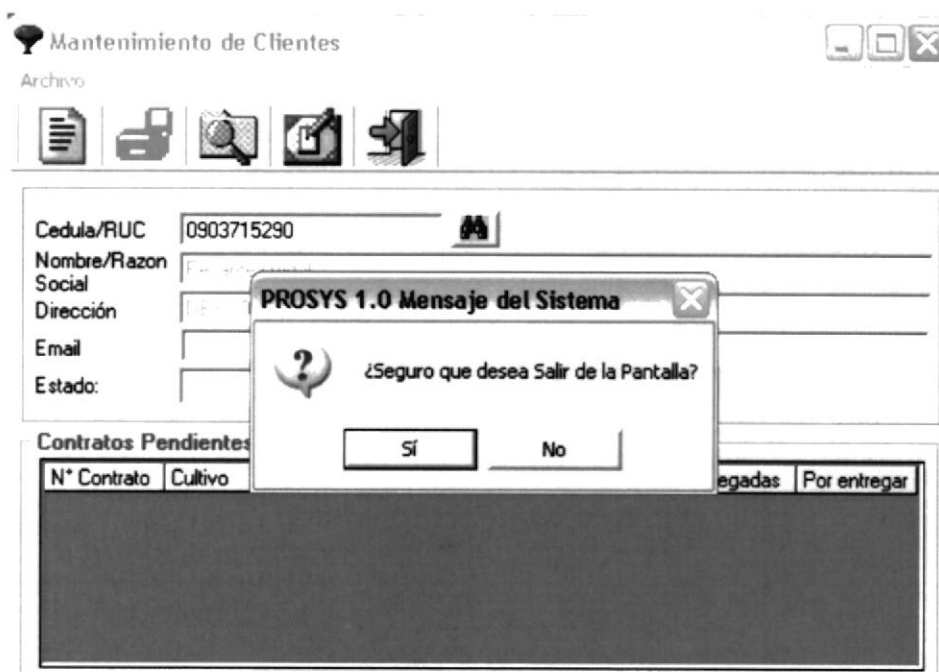 Mantenimiento de Clientes
Archivo
Cedula/RUC 0903715290
Nombre/Razon
Social
Dirección
Email
Estado:
PROSYS 1.0 Mensaje del Sistema
¿Seguro que desea Salir de la Pantalla?
Sí No
Contratos Pendientes
N° Contrato Cultivo egadas Por entregar